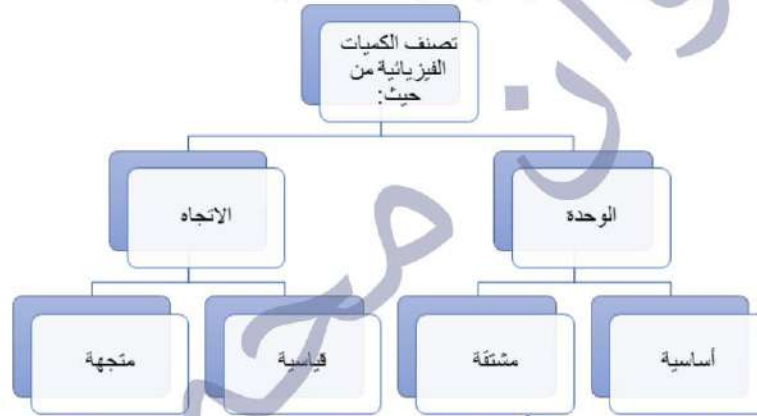 تصنف الكميات
الفيزيائية من
حيث:
الوحدة
الاتجاه
أساسية
مشتقة
قياسية
متجهة